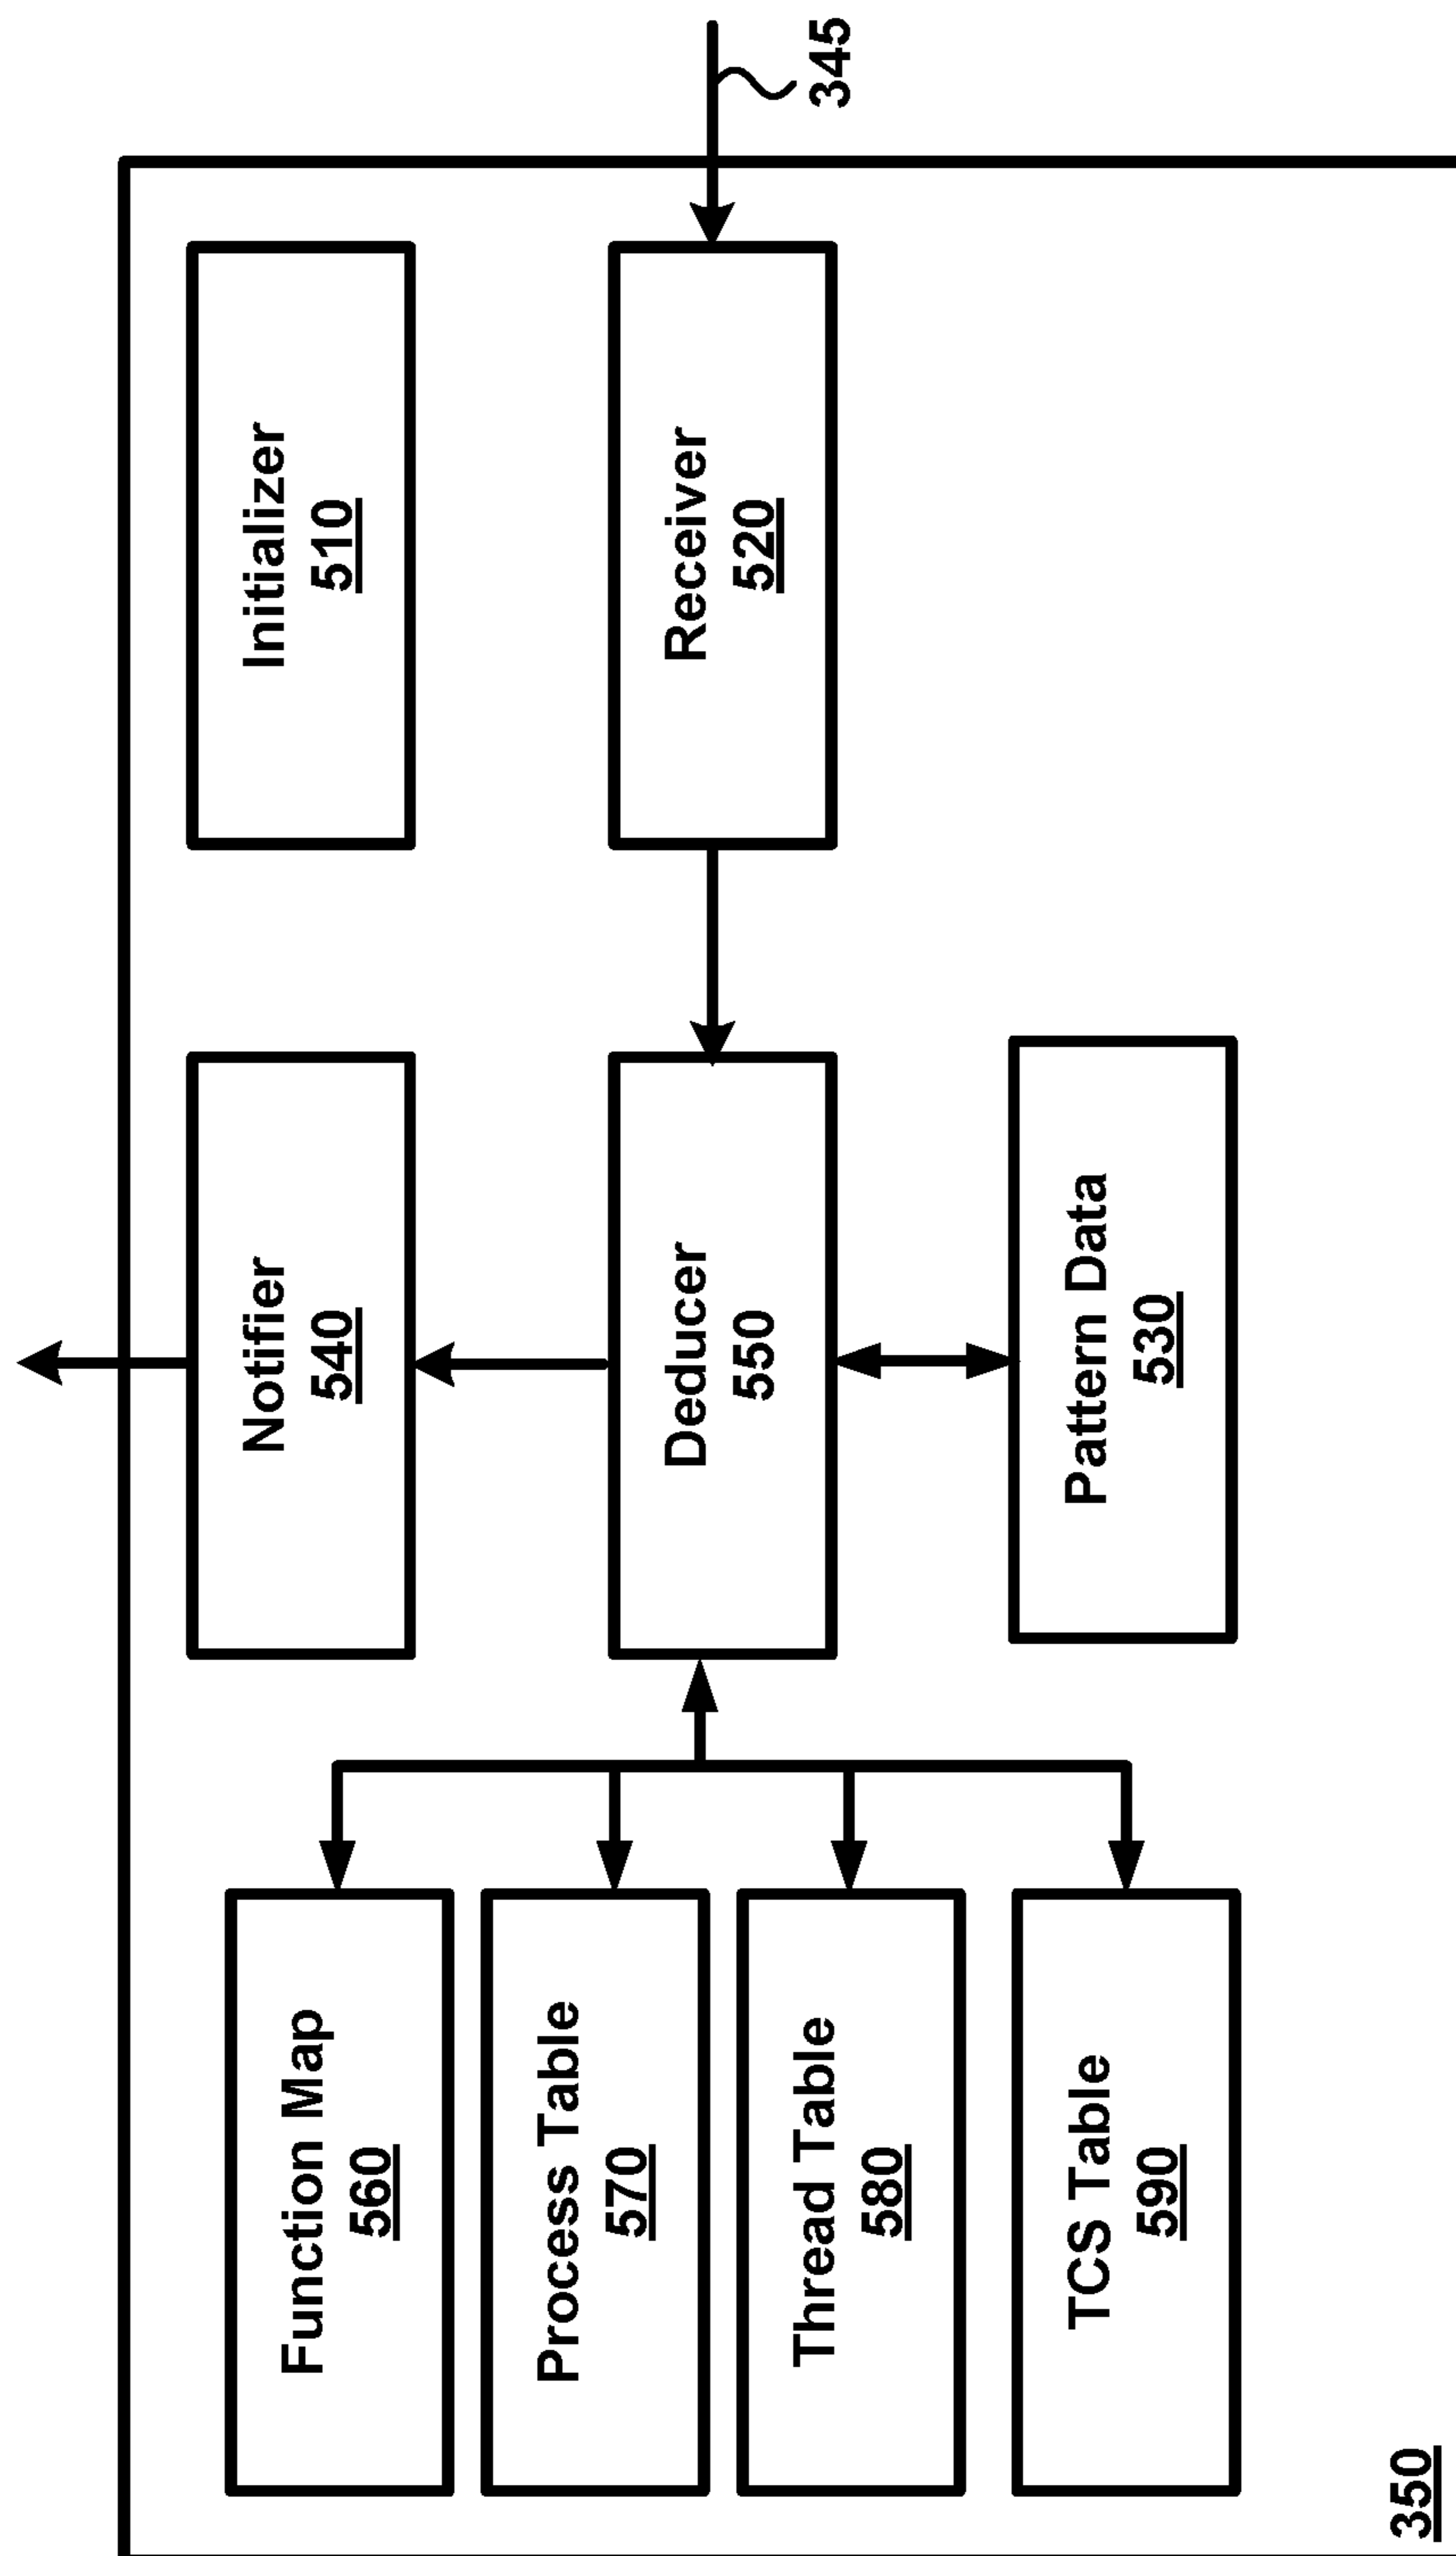 345
Initializer
510
Receiver
520
Notifier
540
Deducer
550
Pattern Data
530
Function Map
560
Process Table
570
Thread Table
580
TCS Table
590
350